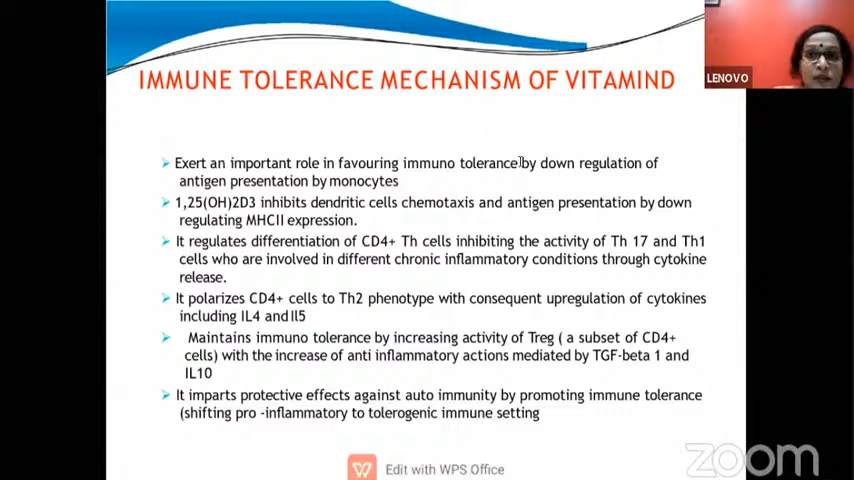 IMMUNE TOLERANCE MECHANISM OF VITAMIND
LENOVO
Exert an important role in favouring immuno tolerance by down regulation of
antigen presentation by monocytes
1,25(OH)2D3 inhibits dendritic cells chemotaxis and antigen presentation by down
regulating MHCII expression.
It regulates differentiation of CD4+ Th cells inhibiting the activity of Th 17 and Th1
cells who are involved in different chronic inflammatory conditions through cytokine
release.
It polarizes CD4+ cells to Th2 phenotype with consequent upregulation of cytokines
including IL4 and Il5
Maintains immuno tolerance by increasing activity of Treg ( a subset of CD4+
cells) with the increase of anti inflammatory actions mediated by TGF-beta 1 and
IL10
It imparts protective effects against auto immunity by promoting immune tolerance
(shifting pro -inflammatory to tolerogenic immune setting
Edit with WPS Office
zoom